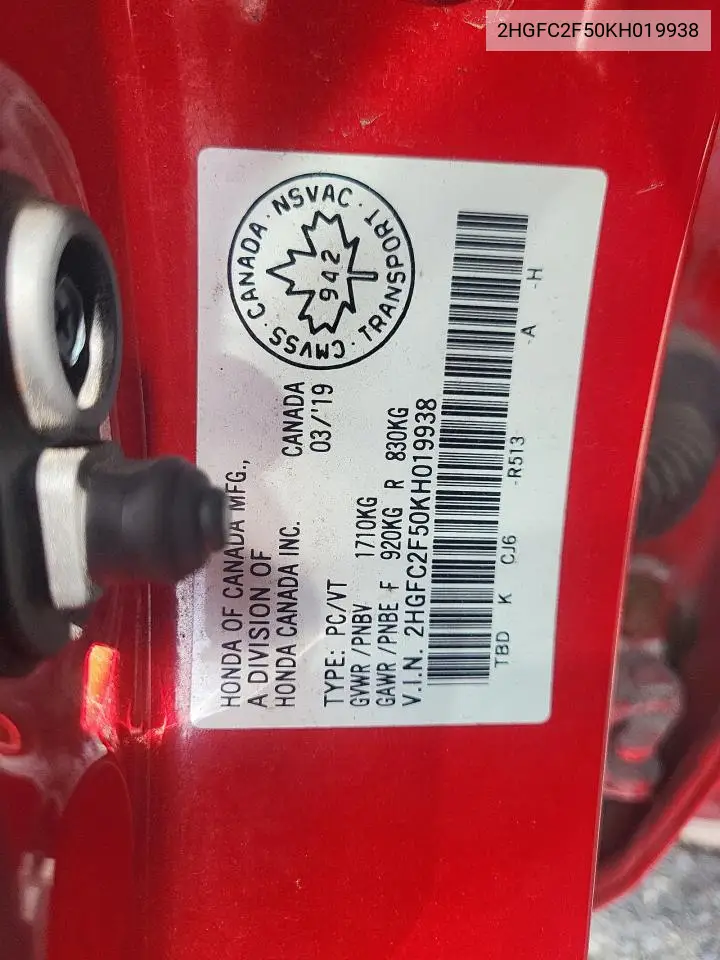 2HGFC2F50KH019938
HONDA OF CANADA MFG.,
A DIVISION OF
HONDA CANADA INC.
CANADA
03/'19
TYPE: PC/VT
GVWR/PNBV 1710KG
GAWR/PNBE F 920KG R 830KG
V.I.N. 2HGFC2F50KH019938
TBD K CJ6 -R513 -A -H
CMVSS · CANADA · NSVAC · TRANSPORT ·
942